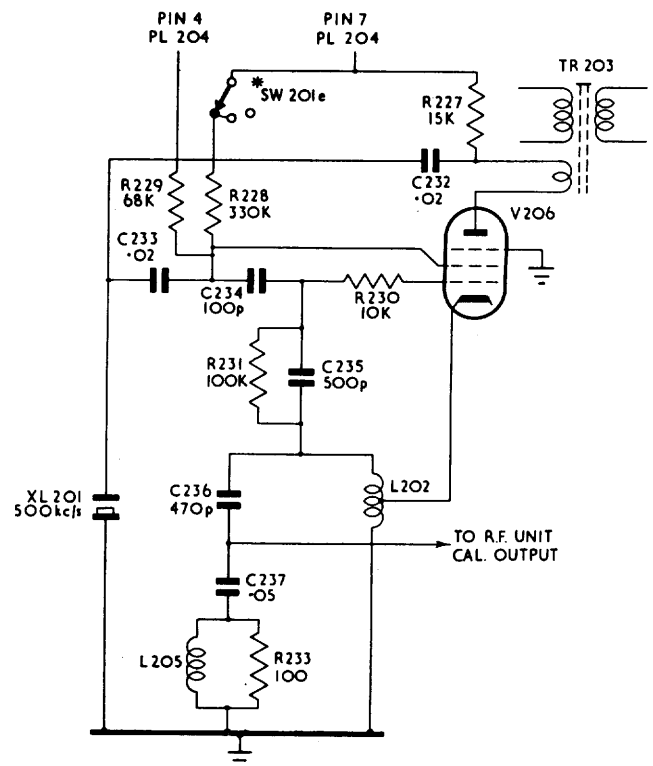 PIN 4
PL 204
PIN 7
PL 204
TR 203
* SW 201e
R227
15K
C232
·02
V206
R229
68K
R228
330K
C233
·02
C234
100p
R230
10K
R231
100K
C235
500p
XL 201
500kc/s
C236
470p
L202
TO R.F. UNIT
CAL. OUTPUT
C237
·05
L205
R233
100